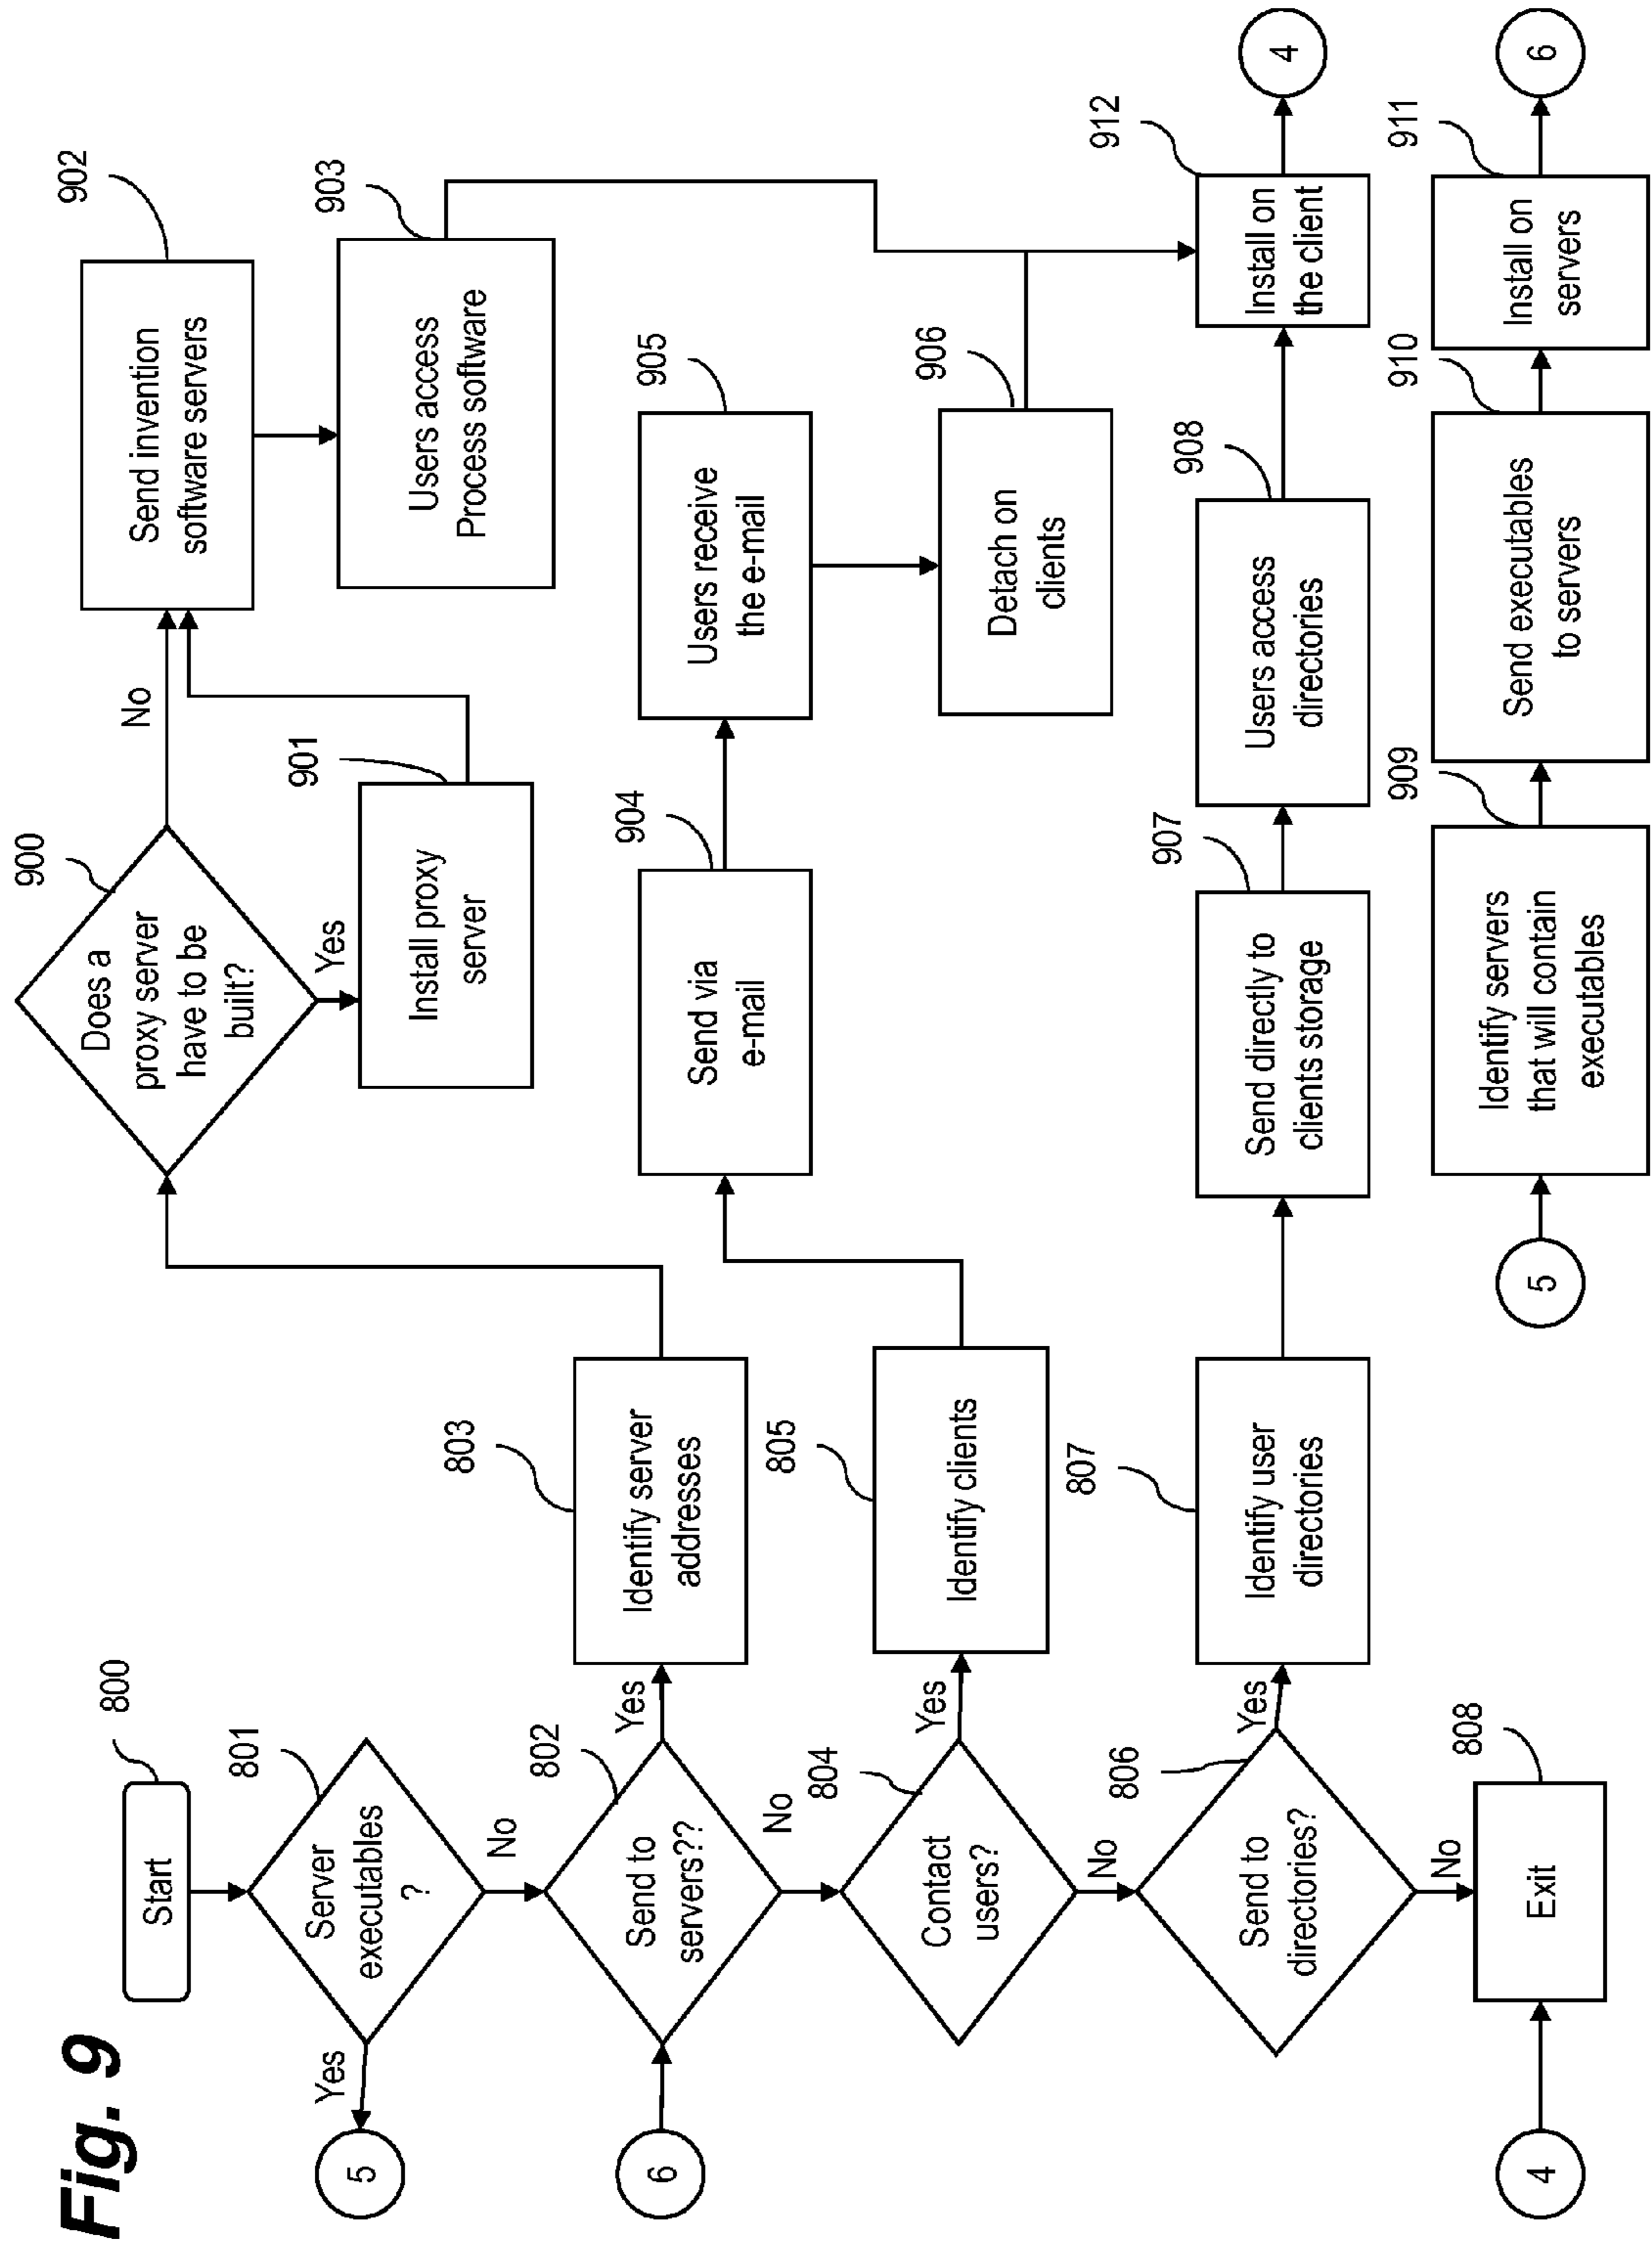 Fig. 9
800
Start
801
Server
executables
?
Yes
5
No
802
Send to
servers??
6
Yes
No
803
Identify server
addresses
804
Contact
users?
Yes
No
805
Identify clients
806
Send to
directories?
Yes
No
807
Identify user
directories
808
Exit
4
900
Does a
proxy server
have to be
built?
No
Yes
901
Install proxy
server
902
Send invention
software servers
903
Users access
Process software
904
Send via
e-mail
905
Users receive
the e-mail
906
Detach on
clients
907
Send directly to
clients storage
908
Users access
directories
912
Install on
the client
4
5
909
Identify servers
that will contain
executables
910
Send executables
to servers
911
Install on
servers
6